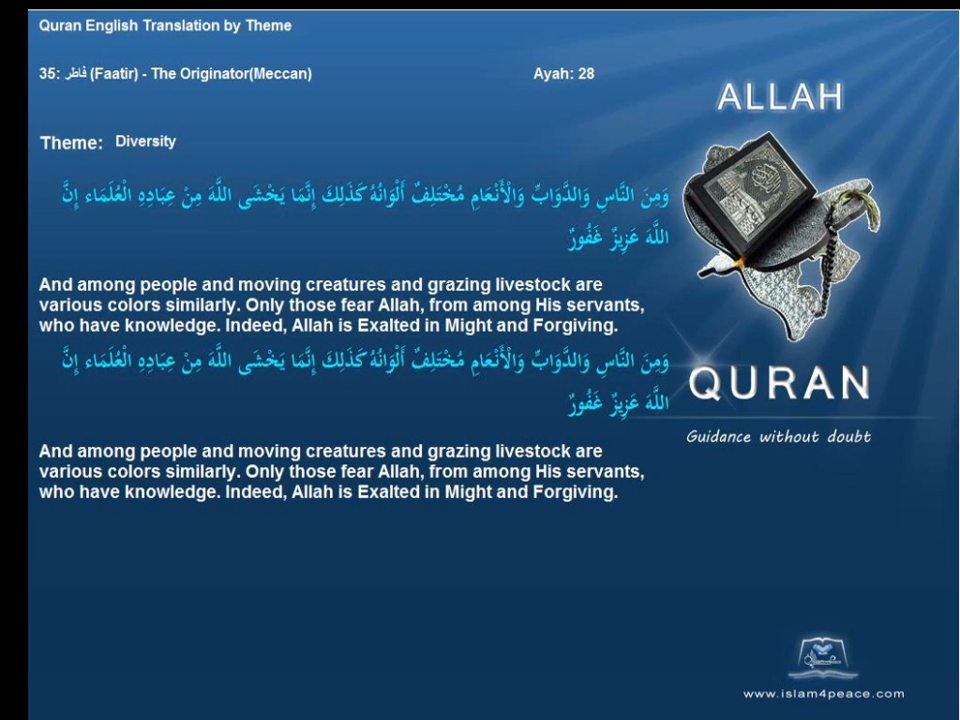 Quran English Translation by Theme
35: فاطر (Faatir) - The Originator(Meccan)
Ayah: 28
Theme: Diversity
وَمِنَ النَّاسِ وَالدَّوَابِّ وَالْأَنْعَامِ مُخْتَلِفٌ أَلْوَانُهُ كَذَلِكَ إِنَّمَا يَخْشَى اللَّهَ مِنْ عِبَادِهِ الْعُلَمَاء إِنَّ
اللَّهَ عَزِيزٌ غَفُورٌ
And among people and moving creatures and grazing livestock are
various colors similarly. Only those fear Allah, from among His servants,
who have knowledge. Indeed, Allah is Exalted in Might and Forgiving.
وَمِنَ النَّاسِ وَالدَّوَابِّ وَالْأَنْعَامِ مُخْتَلِفٌ أَلْوَانُهُ كَذَلِكَ إِنَّمَا يَخْشَى اللَّهَ مِنْ عِبَادِهِ الْعُلَمَاء إِنَّ
اللَّهَ عَزِيزٌ غَفُورٌ
And among people and moving creatures and grazing livestock are
various colors similarly. Only those fear Allah, from among His servants,
who have knowledge. Indeed, Allah is Exalted in Might and Forgiving.
ALLAH
QURAN
Guidance without doubt
www.islam4peace.com